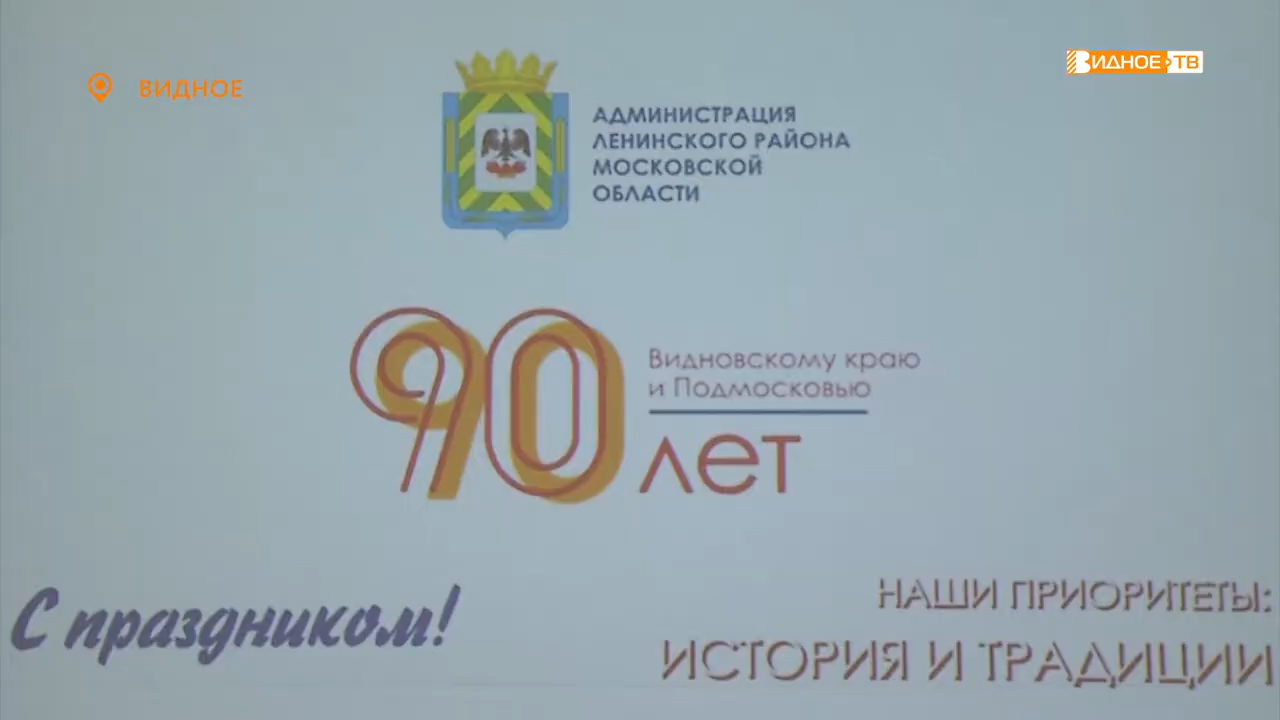 ВИДНОЕ
ВИДНОЕ-ТВ
АДМИНИСТРАЦИЯ
ЛЕНИНСКОГО РАЙОНА
МОСКОВСКОЙ
ОБЛАСТИ
90
Видновскому краю
и Подмосковью
лет
С праздником!
НАШИ ПРИОРИТЕТЫ:
ИСТОРИЯ И ТРАДИЦИИ